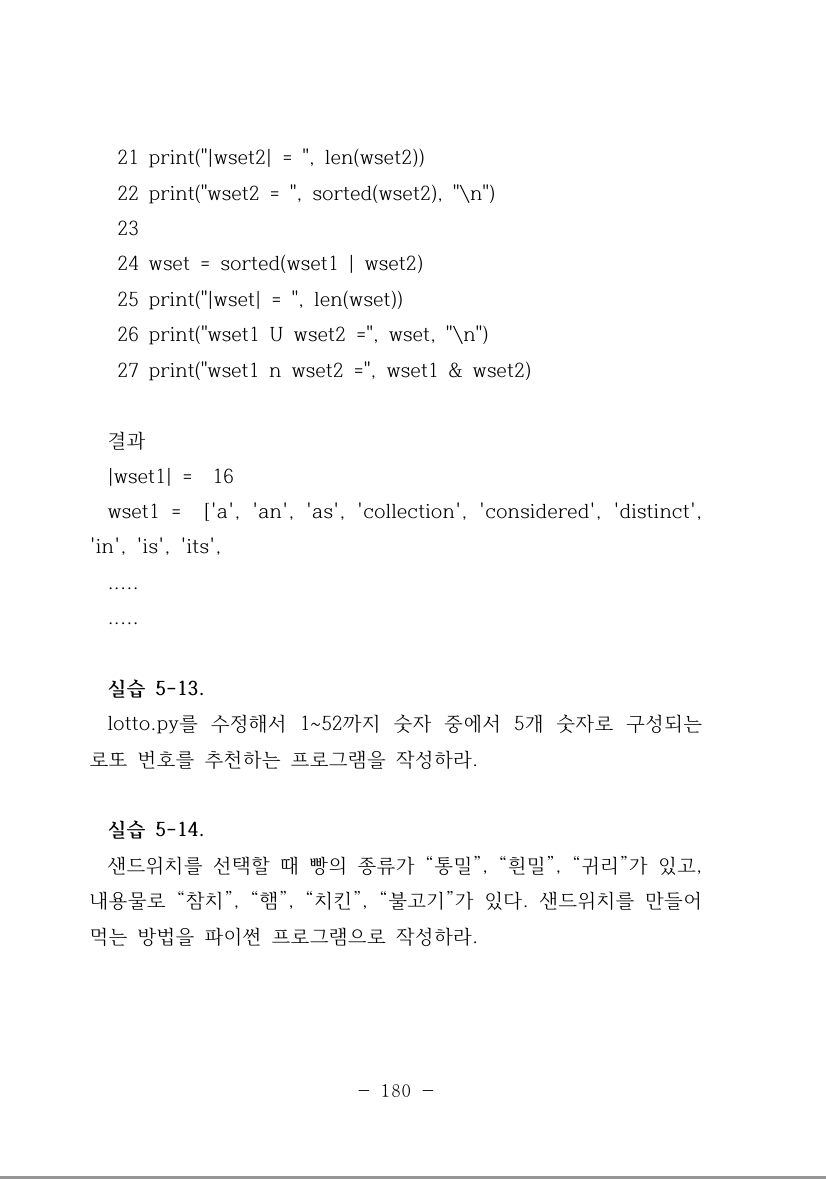 21 print("|wset2| = ", len(wset2))
22 print("wset2 = ", sorted(wset2), "\n")
23
24 wset = sorted(wset1 | wset2)
25 print("|wset| = ", len(wset))
26 print("wset1 U wset2 =", wset, "\n")
27 print("wset1 n wset2 =", wset1 & wset2)
결과
|wset1| =  16
wset1 =  ['a', 'an', 'as', 'collection', 'considered', 'distinct',
'in', 'is', 'its',
.....
.....
실습 5-13.
lotto.py를 수정해서 1~52까지 숫자 중에서 5개 숫자로 구성되는
로또 번호를 추천하는 프로그램을 작성하라.
실습 5-14.
샌드위치를 선택할 때 빵의 종류가 “통밀”, “흰밀”, “귀리”가 있고,
내용물로 “참치”, “햄”, “치킨”, “불고기”가 있다. 샌드위치를 만들어
먹는 방법을 파이썬 프로그램으로 작성하라.
- 180 -